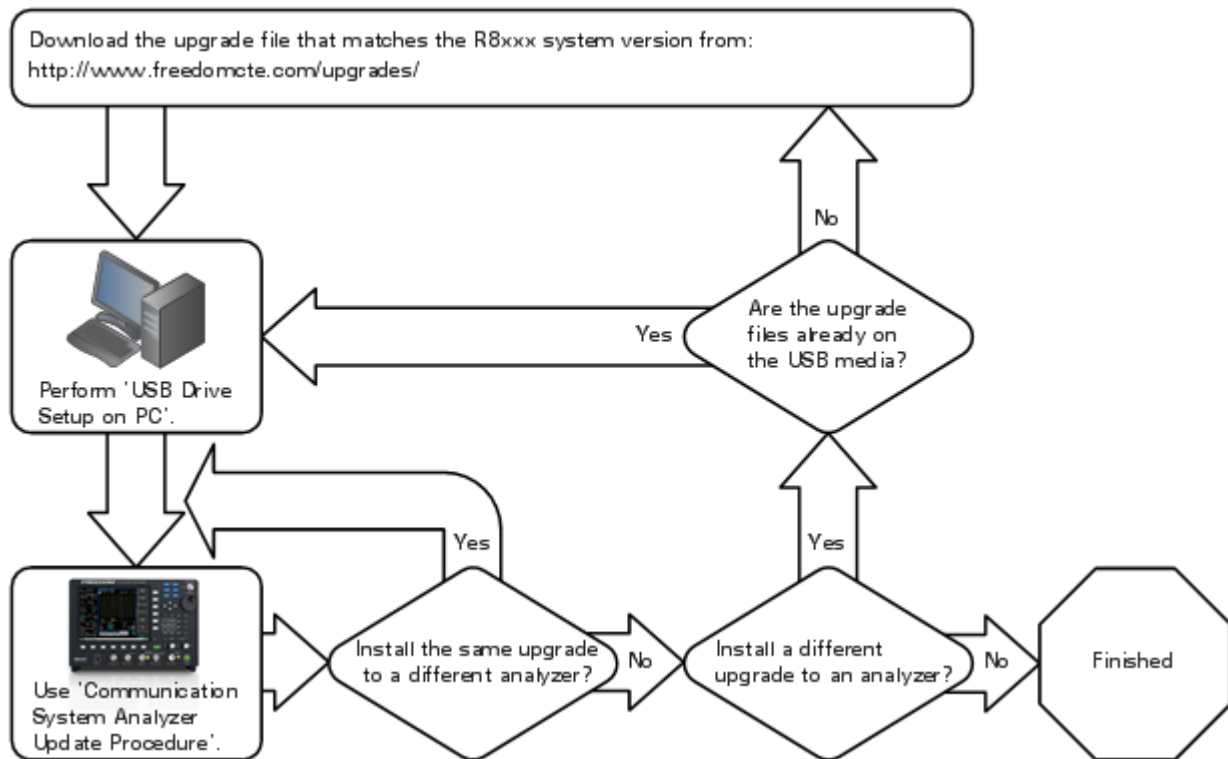 Download the upgrade file that matches the R8xxx system version from:
http://www.freedomcte.com/upgrades/
No
Are the upgrade
files already on
the USB media?
Yes
Perform 'USB Drive
Setup on PC'.
Yes
Yes
Install the same upgrade
to a different analyzer?
No
Install a different
upgrade to an analyzer?
No
Finished
Use 'Communication
System Analyzer
Update Procedure'.